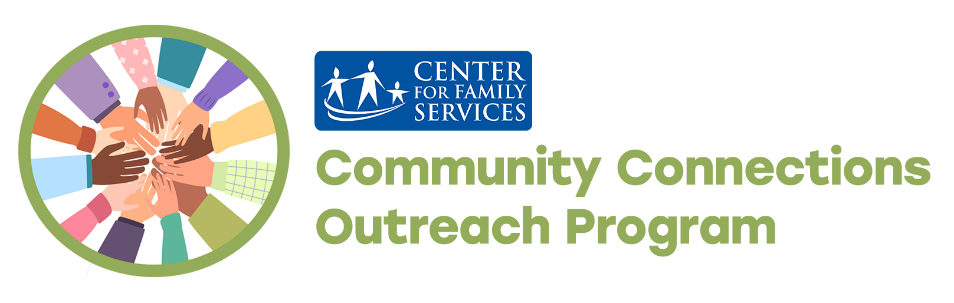 CENTER
FOR FAMILY
SERVICES
Community Connections
Outreach Program